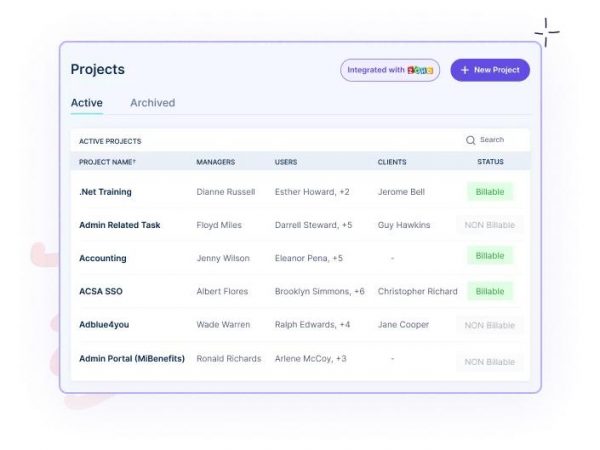 Projects
Integrated with ZOHO
+ New Project
Active Archived
ACTIVE PROJECTS Search
PROJECT NAME↑ MANAGERS USERS CLIENTS STATUS
.Net Training Dianne Russell Esther Howard, +2 Jerome Bell Billable
Admin Related Task Floyd Miles Darrell Steward, +5 Guy Hawkins NON Billable
Accounting Jenny Wilson Eleanor Pena, +5 - Billable
ACSA SSO Albert Flores Brooklyn Simmons, +6 Christopher Richard Billable
Adblue4you Wade Warren Ralph Edwards, +4 Jane Cooper NON Billable
Admin Portal (MiBenefits) Ronald Richards Arlene McCoy, +3 - NON Billable